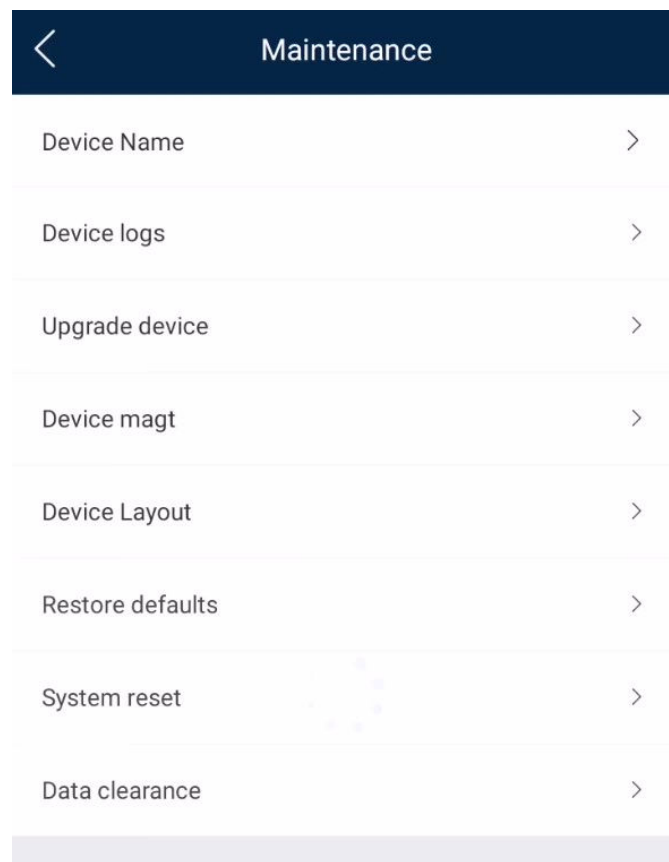 Maintenance
Device Name
Device logs
Upgrade device
Device magt
Device Layout
Restore defaults
System reset
Data clearance